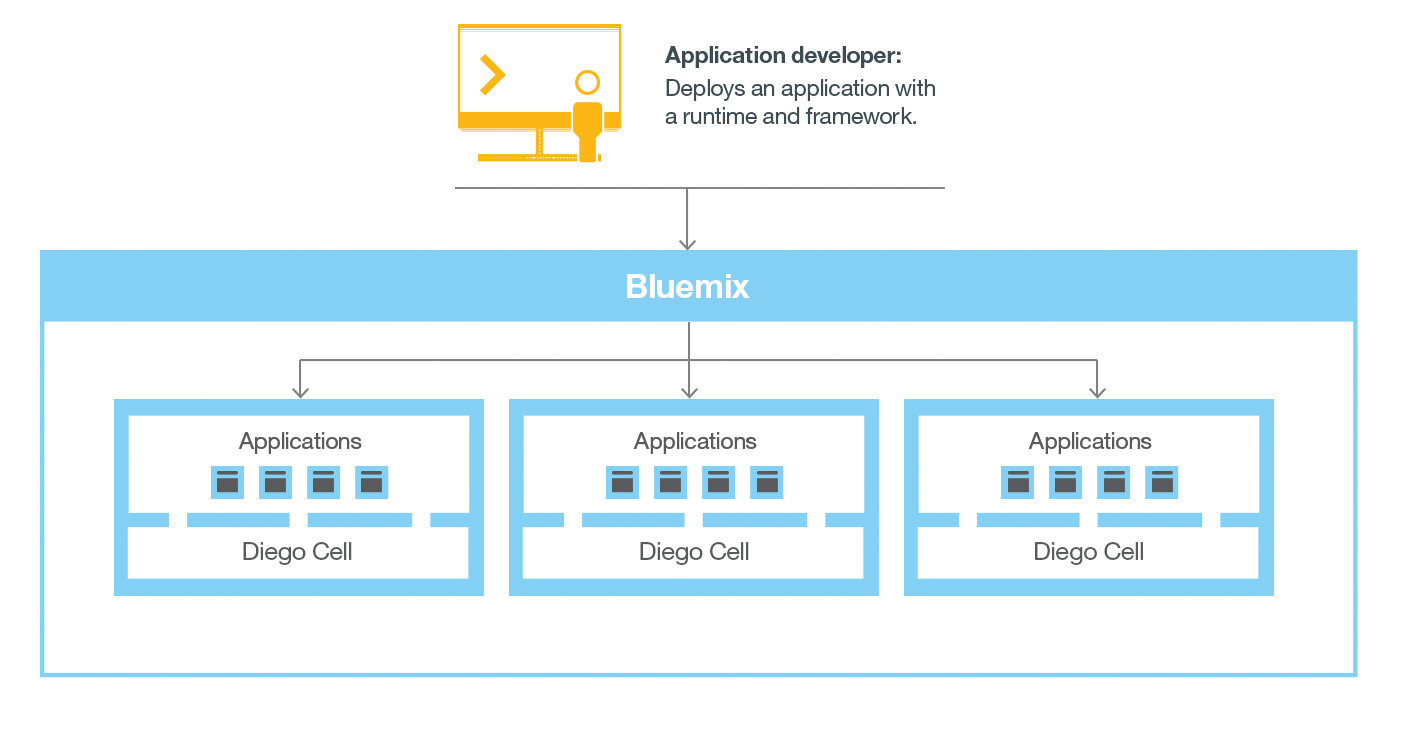 Application developer:
Deploys an application with
a runtime and framework.
Bluemix
Applications
Diego Cell
Applications
Diego Cell
Applications
Diego Cell